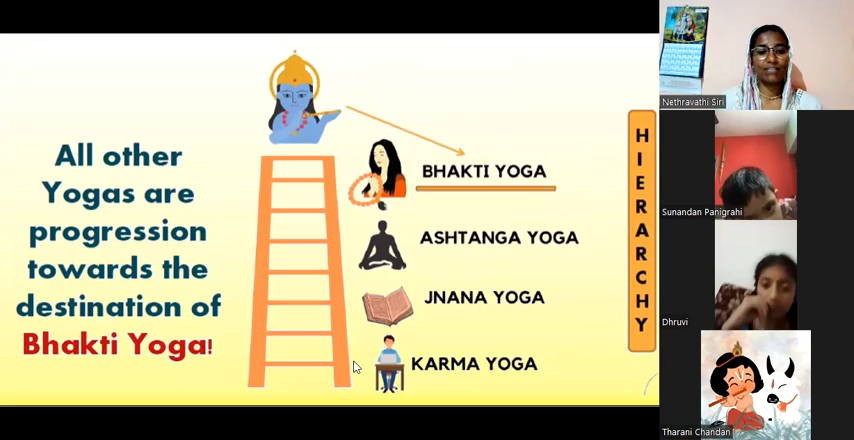 All other
Yogas are
progression
towards the
destination of
Bhakti Yoga!
BHAKTI YOGA
ASHTANGA YOGA
JNANA YOGA
KARMA YOGA
HIERARCHY
Nethravathi Siri
Sunandan Panigrahi
Dhruvi
Tharani Chandan